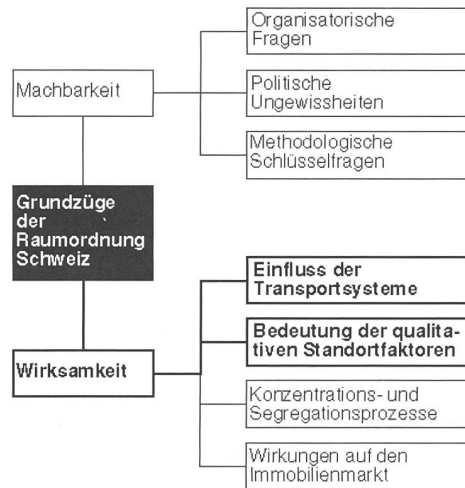 Organisatorische
Fragen
Machbarkeit
Politische
Ungewissheiten
Methodologische
Schlüsselfragen
Grundzüge
der
Raumordnung
Schweiz
Einfluss der
Transportsysteme
Bedeutung der qualita-
tiven Standortfaktoren
Wirksamkeit
Konzentrations- und
Segregationsprozesse
Wirkungen auf den
Immobilienmarkt